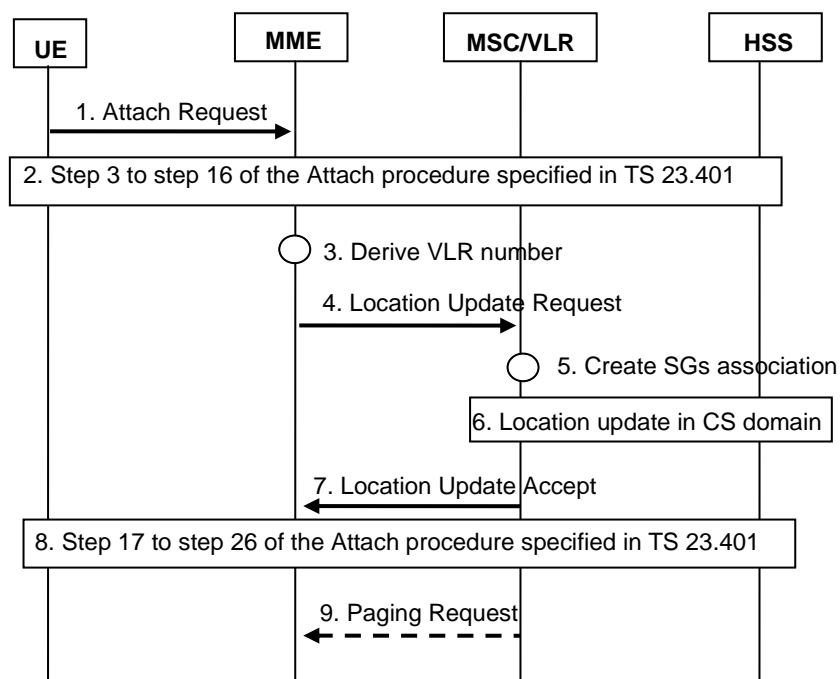 UE
MME
MSC/VLR
HSS
1. Attach Request
2. Step 3 to step 16 of the Attach procedure specified in TS 23.401
3. Derive VLR number
4. Location Update Request
5. Create SGs association
6. Location update in CS domain
7. Location Update Accept
8. Step 17 to step 26 of the Attach procedure specified in TS 23.401
9. Paging Request